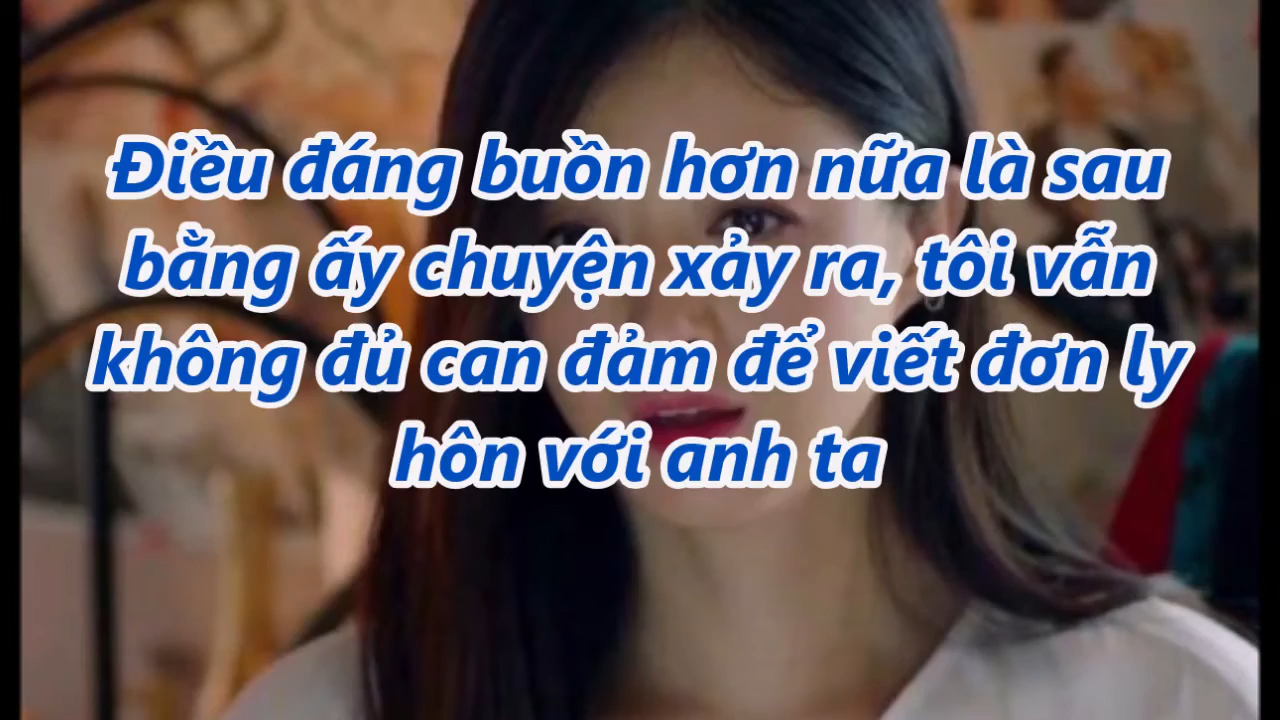 Điều đáng buồn hơn nữa là sau
bằng ấy chuyện xảy ra, tôi vẫn
không đủ can đảm để viết đơn ly
hôn với anh ta